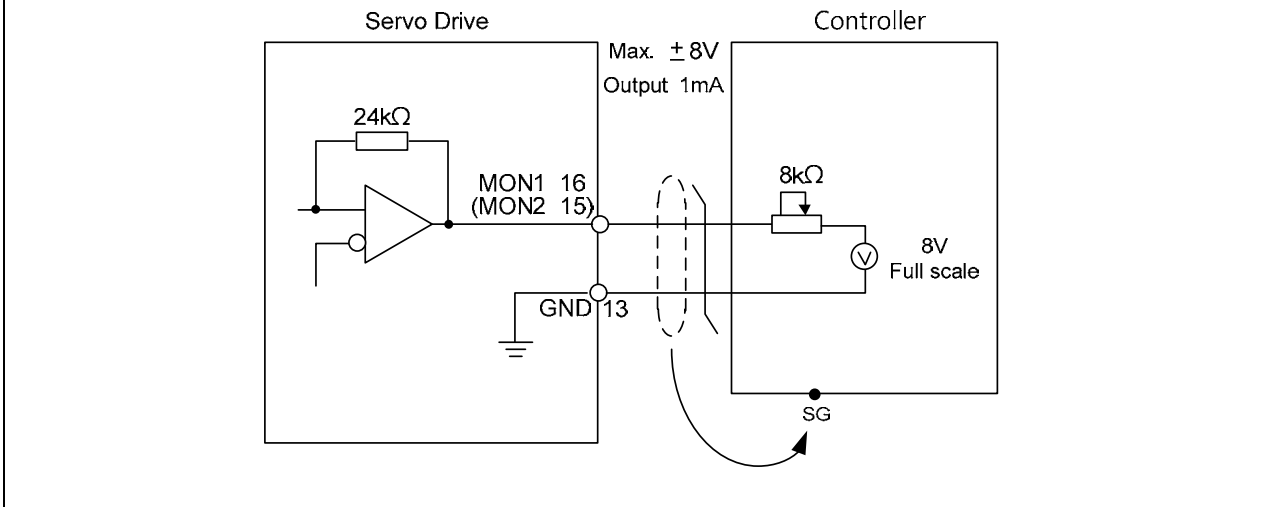 Servo Drive
Controller
Max. ± 8V
Output 1mA
24kΩ
MON1 16
(MON2 15)
8kΩ
V
8V
Full scale
GND 13
SG